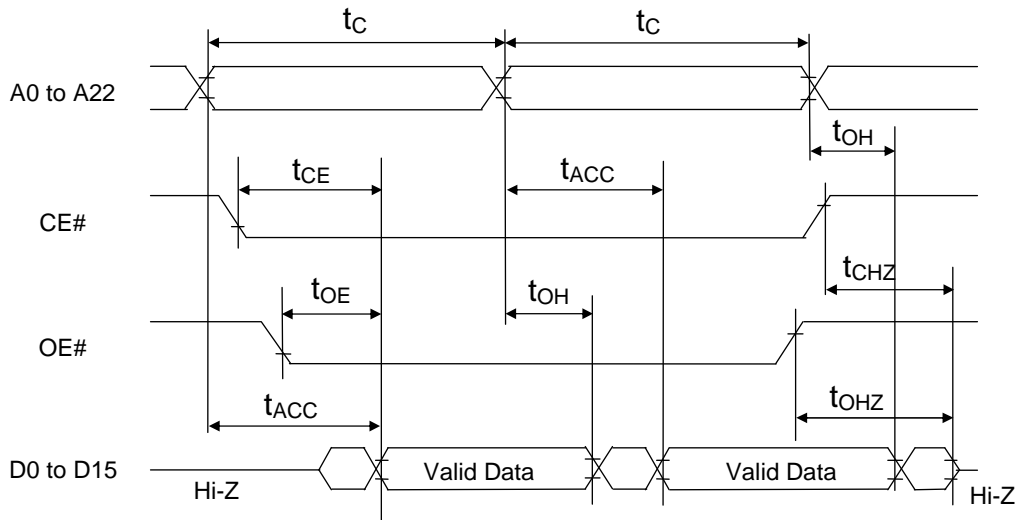 tC tC
A0 to A22
tOH
tCE tACC
CE#
tCHZ
tOE tOH
OE#
tACC tOHZ
D0 to D15 Valid Data Valid Data
Hi-Z Hi-Z